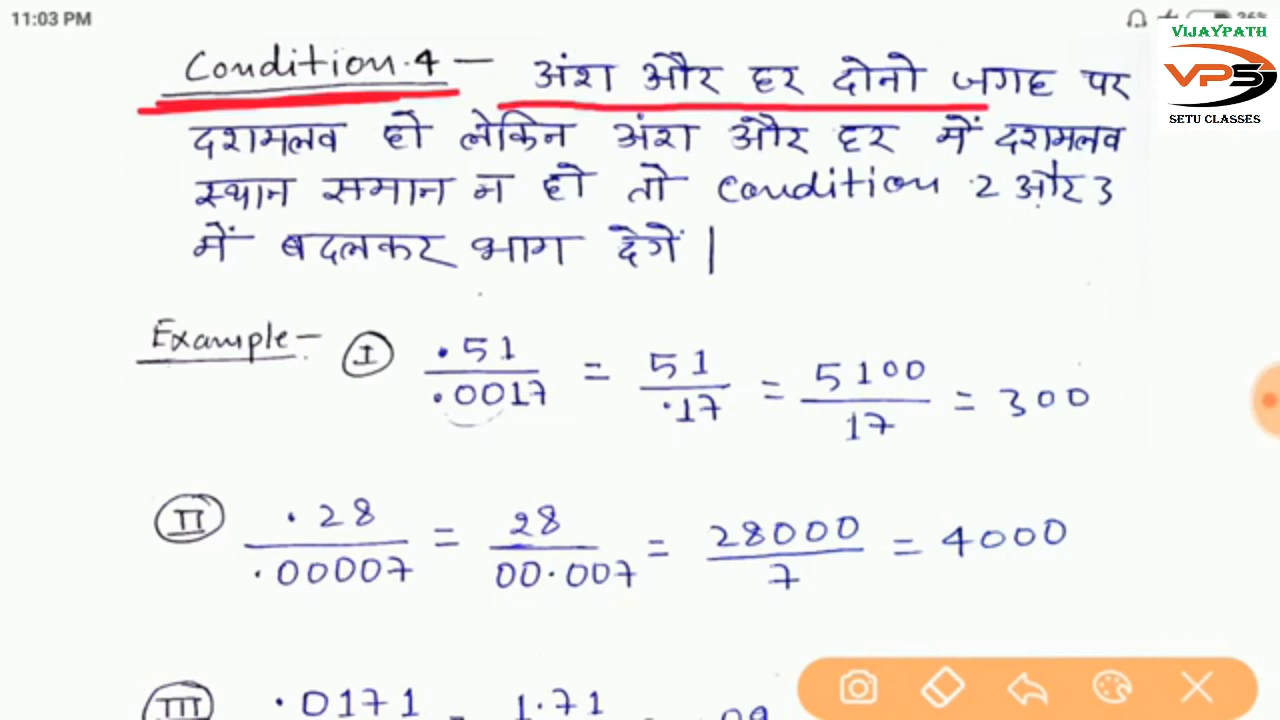 11:03 PM
VIJAYPATH
VPS
SETU CLASSES
Condition.4 — अंश और हर दोनो जगह पर
दशामलव हो लेकिन अंश और हर में दशमलव
स्थान समान न हो तो Condition 2 और 3
में बदलकर भाग देगें |
Example – I .51/.0017 = 51/.17 = 5100/17 = 300
II .28/.00007 = 28/00.007 = 28000/7 = 4000
III .0171 1.71